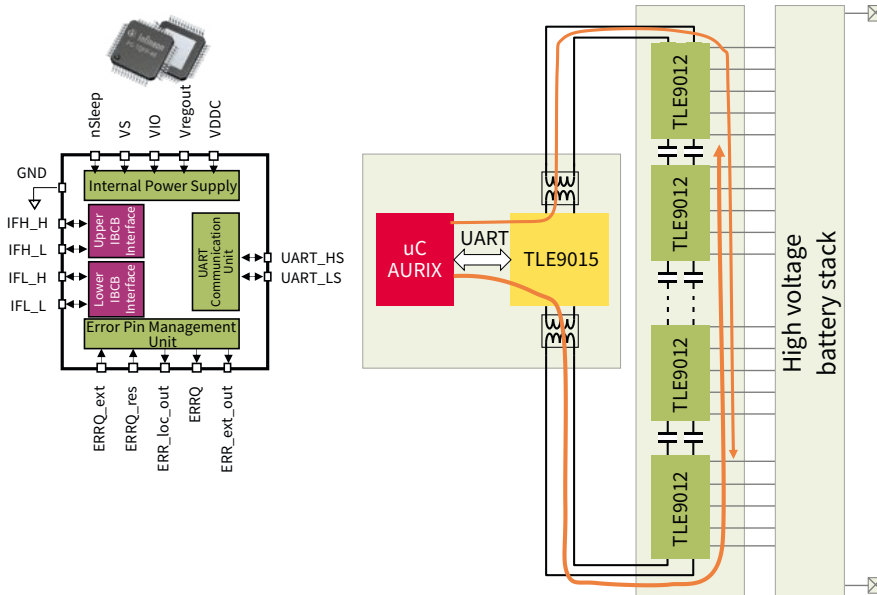 infineon
nSleep
VS
VIO
Vregout
VDDC
GND
Internal Power Supply
IFH_H
IFH_L
IFL_H
IFL_L
Upper
IBCB
Interface
Lower
IBCB
Interface
UART
Communication
Unit
UART_HS
UART_LS
Error Pin Management
Unit
ERRQ_ext
ERRQ_res
ERR_loc_out
ERRQ
ERR_ext_out
uC
AURIX
UART
TLE9015
TLE9012
TLE9012
TLE9012
TLE9012
High voltage
battery stack